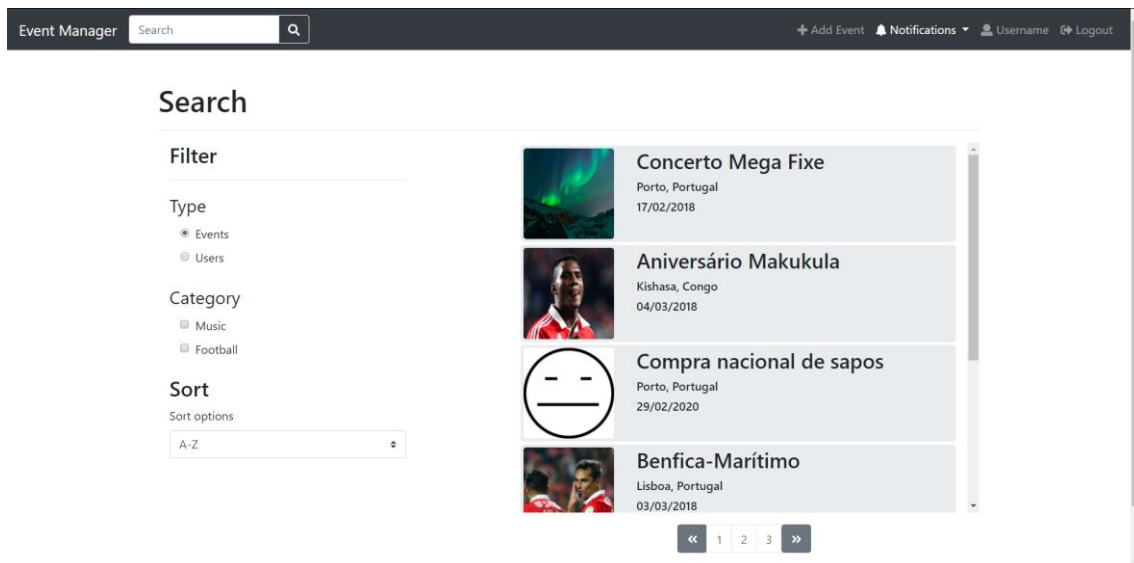 Event Manager Search + Add Event Notifications Username Logout
Search
Filter
Type
Events
Users
Category
Music
Football
Sort
Sort options
A-Z
Concerto Mega Fixe
Porto, Portugal
17/02/2018
Aniversário Makukula
Kishasa, Congo
04/03/2018
Compra nacional de sapos
Porto, Portugal
29/02/2020
Benfica-Marítimo
Lisboa, Portugal
03/03/2018
« 1 2 3 »